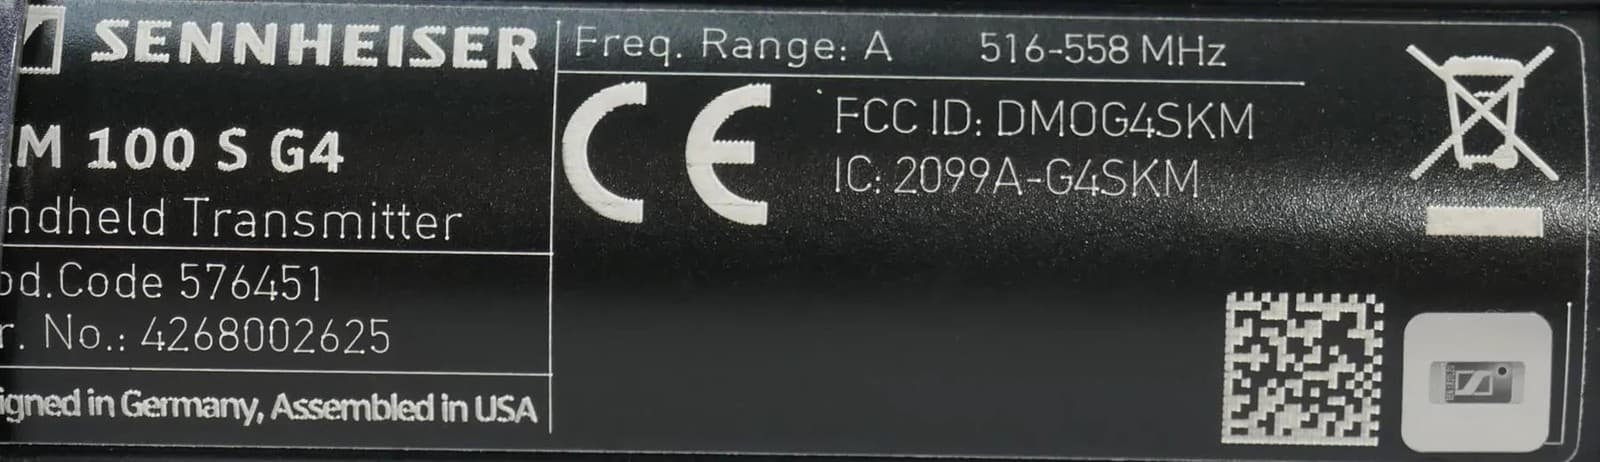 SENNHEISER
M 100 S G4
ndheld Transmitter
od.Code 576451
r. No.: 4268002625
igned in Germany, Assembled in USA
Freq. Range: A 516-558 MHz
CE
FCC ID: DMOG4SKM
IC: 2099A-G4SKM